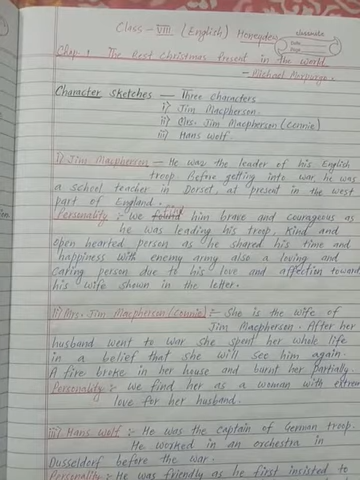 Class - VIII (English) Honeydew
Date
Page
Chap. 1 The Best Christmas Present in the World
- Michael Morpurgo.
Character sketches - Three characters
i) Jim Macpherson.
ii) Mrs. Jim Macpherson (Connie)
iii) Hans Wolf.
i) Jim Macpherson - He was the leader of his English
troop. Before getting into war, he was
a school teacher in Dorset, at present in the west
part of England.
Personality :- We find him brave and courageous as
he was leading his troop, Kind and
open hearted person as he shared his time and
happiness with enemy army also a loving and
caring person due to his love and affection toward
his wife shown in the letter.
ii) Mrs. Jim Macpherson (Connie) :- She is the wife of
Jim Macpherson. After her
husband went to war she spent her whole life
in a belief that she will see him again.
A fire broke in her house and burnt her partially.
Personality :- We find her as a woman with extrem
love for her husband.
iii) Hans Wolf :- He was the captain of German troop.
He worked in an orchestra in
Dusseldorf before the war.
Personality :- He was friendly as he first insisted to